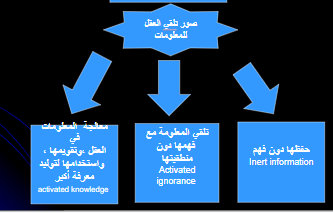 صور تلقي العقل
للمعلومات
معالجة المعلومات
في
العقل ،وتقويمها ،
واستخدامها لتوليد
معرفة أكبر
activated knowledge
تلقي المعلومة مع
فهمها دون
منطقيتها
Activated
ignorance
حفظها دون فهم
Inert information